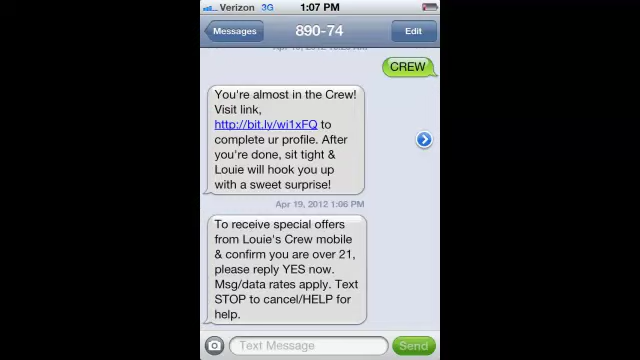 Verizon 3G 1:07 PM
Messages 890-74 Edit
CREW
You're almost in the Crew!
Visit link,
http://bit.ly/wi1xFQ to
complete ur profile. After
you're done, sit tight &
Louie will hook you up
with a sweet surprise!
Apr 19, 2012 1:06 PM
To receive special offers
from Louie's Crew mobile
& confirm you are over 21,
please reply YES now.
Msg/data rates apply. Text
STOP to cancel/HELP for
help.
Text Message Send